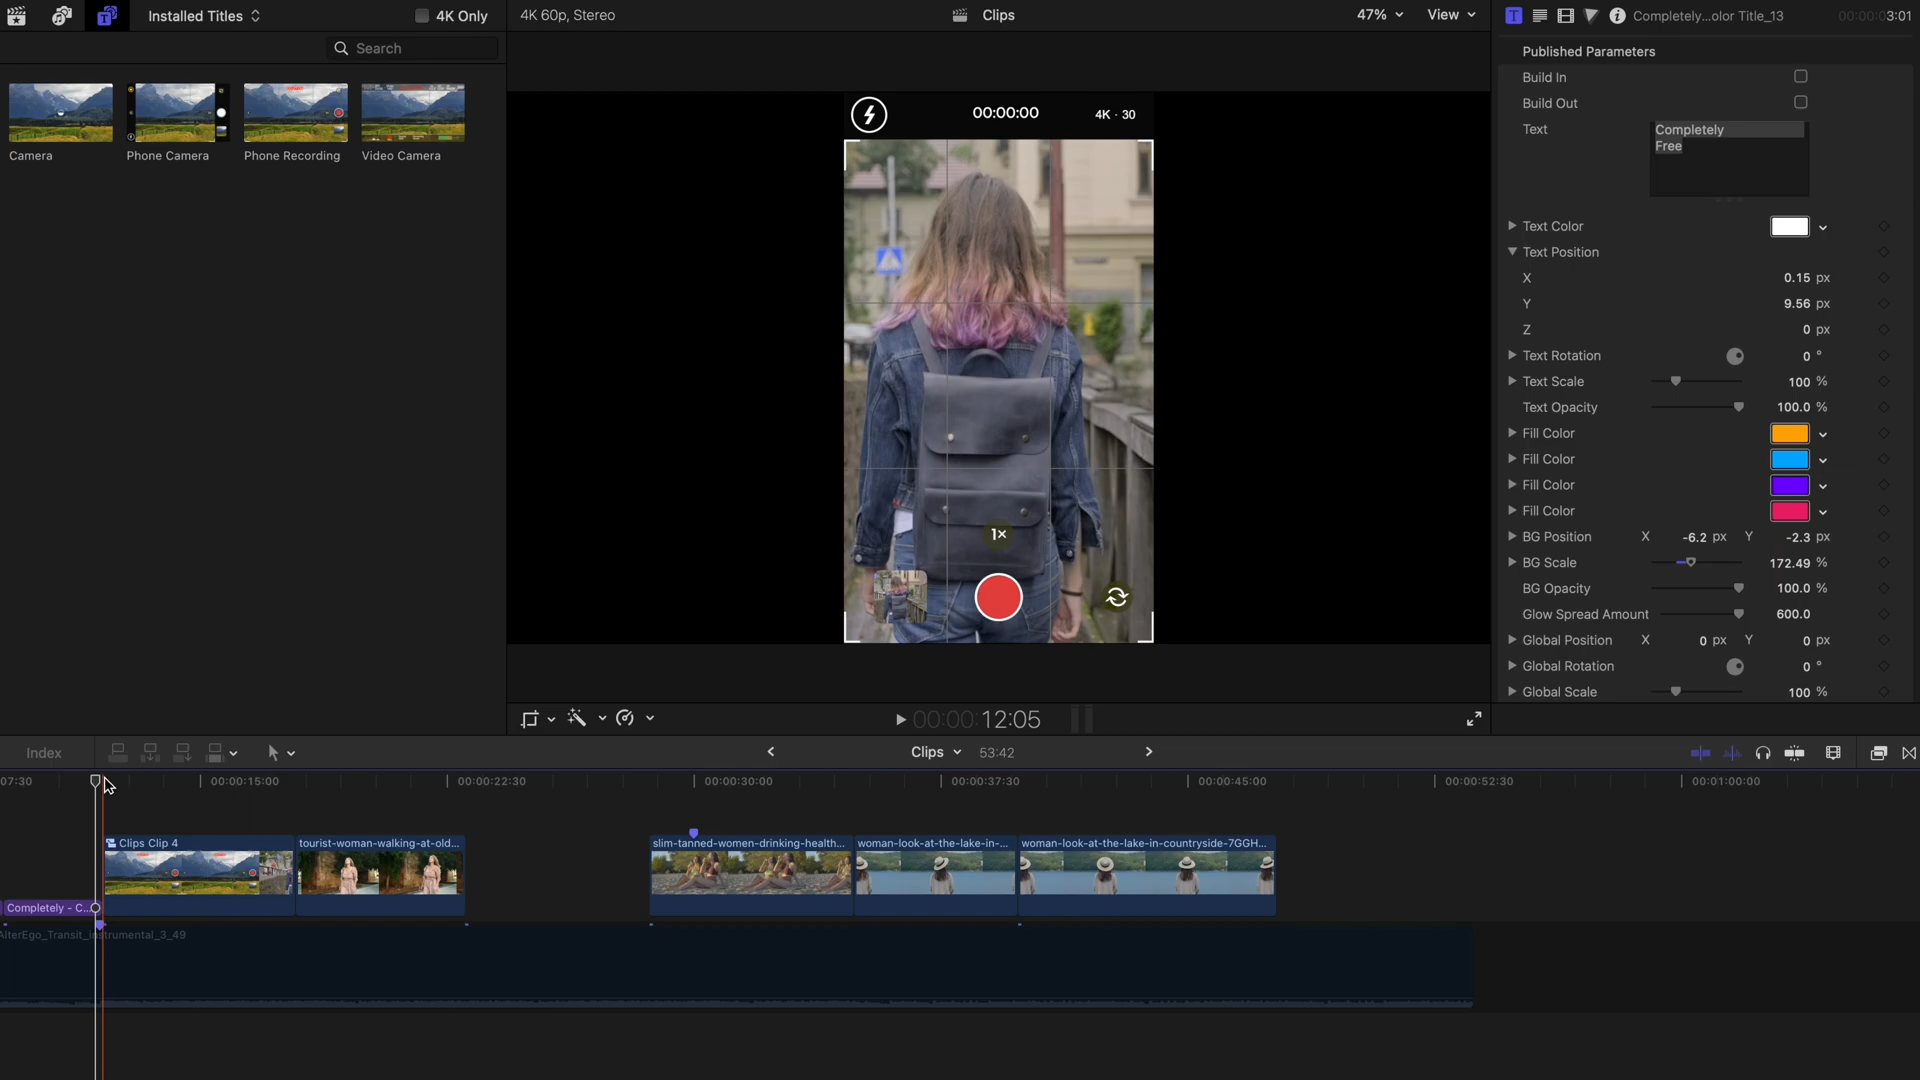 Installed Titles
4K Only
4K 60p, Stereo
Clips
47%
View
Completely...olor Title_13
00:00:03:01
Search
Camera
Phone Camera
Phone Recording
Video Camera
00:00:00
4K · 30
1×
Published Parameters
Build In
Build Out
Text
Completely
Free
Text Color
Text Position
X
0.15 px
Y
9.56 px
Z
0 px
Text Rotation
0 °
Text Scale
100 %
Text Opacity
100.0 %
Fill Color
Fill Color
Fill Color
Fill Color
BG Position X -6.2 px Y -2.3 px
BG Scale
172.49 %
BG Opacity
100.0 %
Glow Spread Amount
600.0
Global Position X 0 px Y 0 px
Global Rotation
0 °
Global Scale
100 %
00:00:12:05
Index
Clips
53:42
07:30
00:00:15:00
00:00:22:30
00:00:30:00
00:00:37:30
00:00:45:00
00:00:52:30
00:01:00:00
Clips Clip 4
tourist-woman-walking-at-old...
slim-tanned-women-drinking-health...
woman-look-at-the-lake-in-...
woman-look-at-the-lake-in-countryside-7GGH...
Completely - C...
AlterEgo_Transit_instrumental_3_49